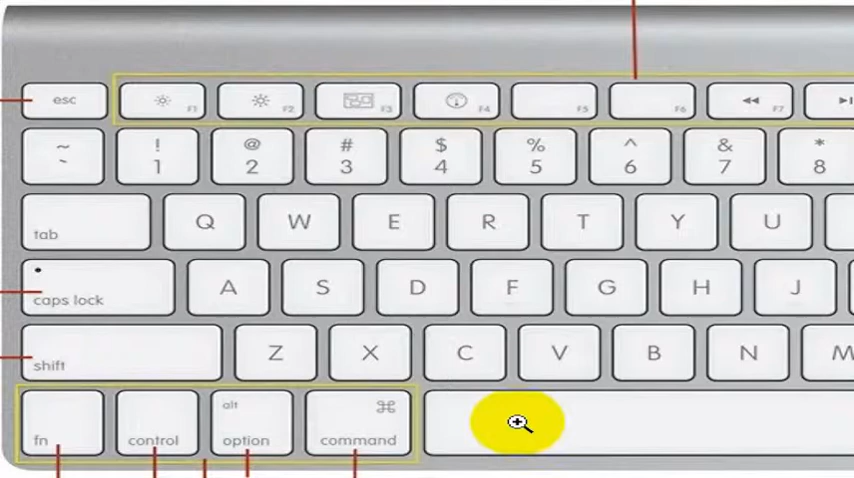 esc F1 F2 F3 F4 F5 F6 F7
~ ! @ # $ % ^ & *
` 1 2 3 4 5 6 7 8
tab Q W E R T Y U
caps lock A S D F G H J
shift Z X C V B N M
alt ⌘
fn control option command